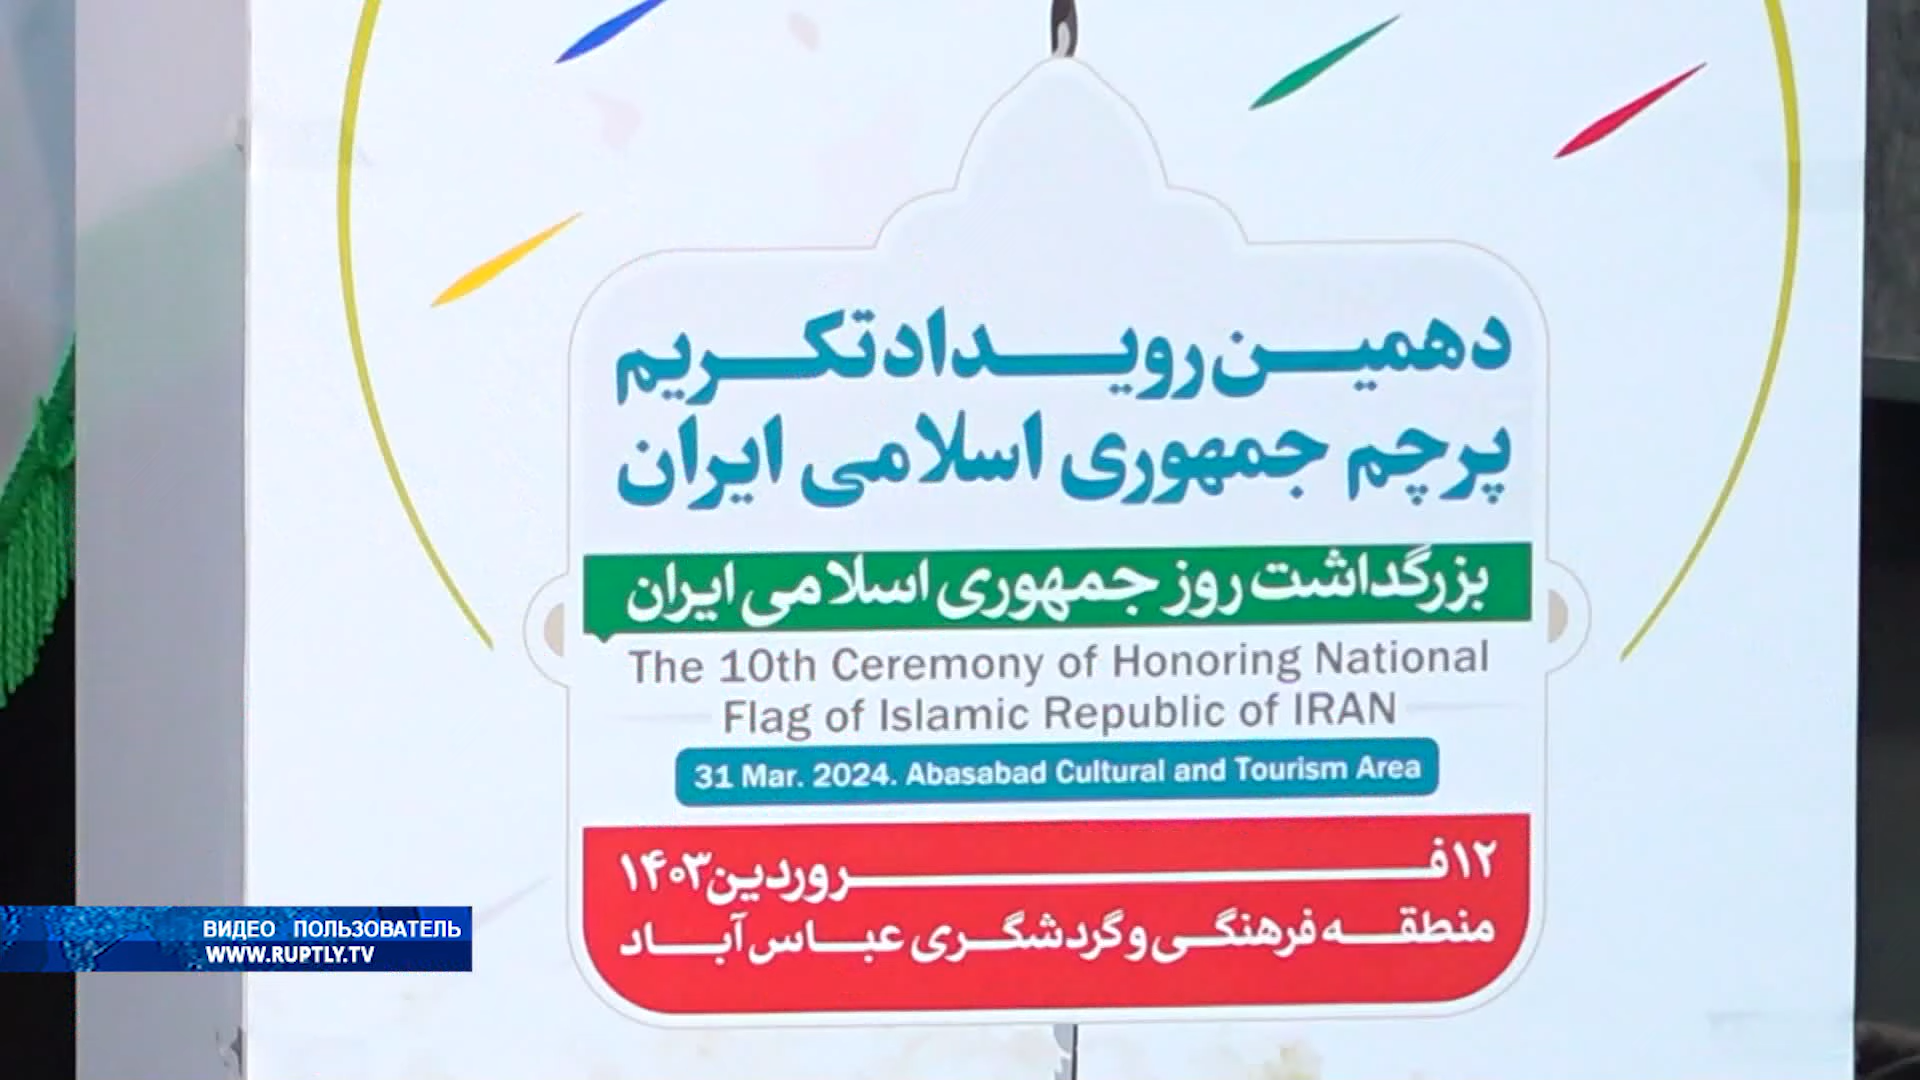 دهمین رویداد تکریم
پرچم جمهوری اسلامی ایران
بزرگداشت روز جمهوری اسلامی ایران
The 10th Ceremony of Honoring National
Flag of Islamic Republic of IRAN
31 Mar. 2024. Abasabad Cultural and Tourism Area
۱۲ فروردین ۱۴۰۳
منطقه فرهنگی و گردشگری عباس آباد
ВИДЕО ПОЛЬЗОВАТЕЛЬ
WWW.RUPTLY.TV